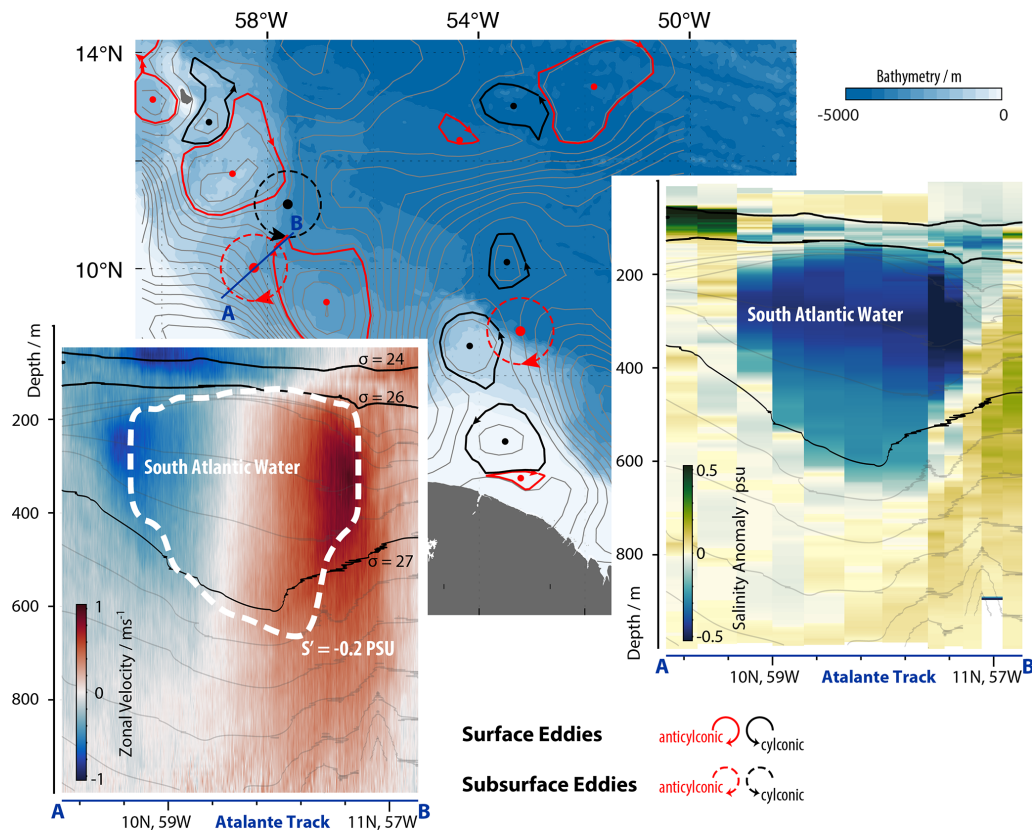 58°W 54°W 50°W
14°N
10°N
Bathymetry / m
-5000 0
B
A
Depth / m
200
400
600
800
σ = 24
σ = 26
σ = 27
South Atlantic Water
S' = -0.2 PSU
1
0
-1
Zonal Velocity / ms⁻¹
A B
10N, 59W Atalante Track 11N, 57W
200
400
600
800
Depth / m
South Atlantic Water
0.5
0
-0.5
Salinity Anomaly / psu
A B
10N, 59W Atalante Track 11N, 57W
Surface Eddies anticylconic cylconic
Subsurface Eddies anticylconic cylconic